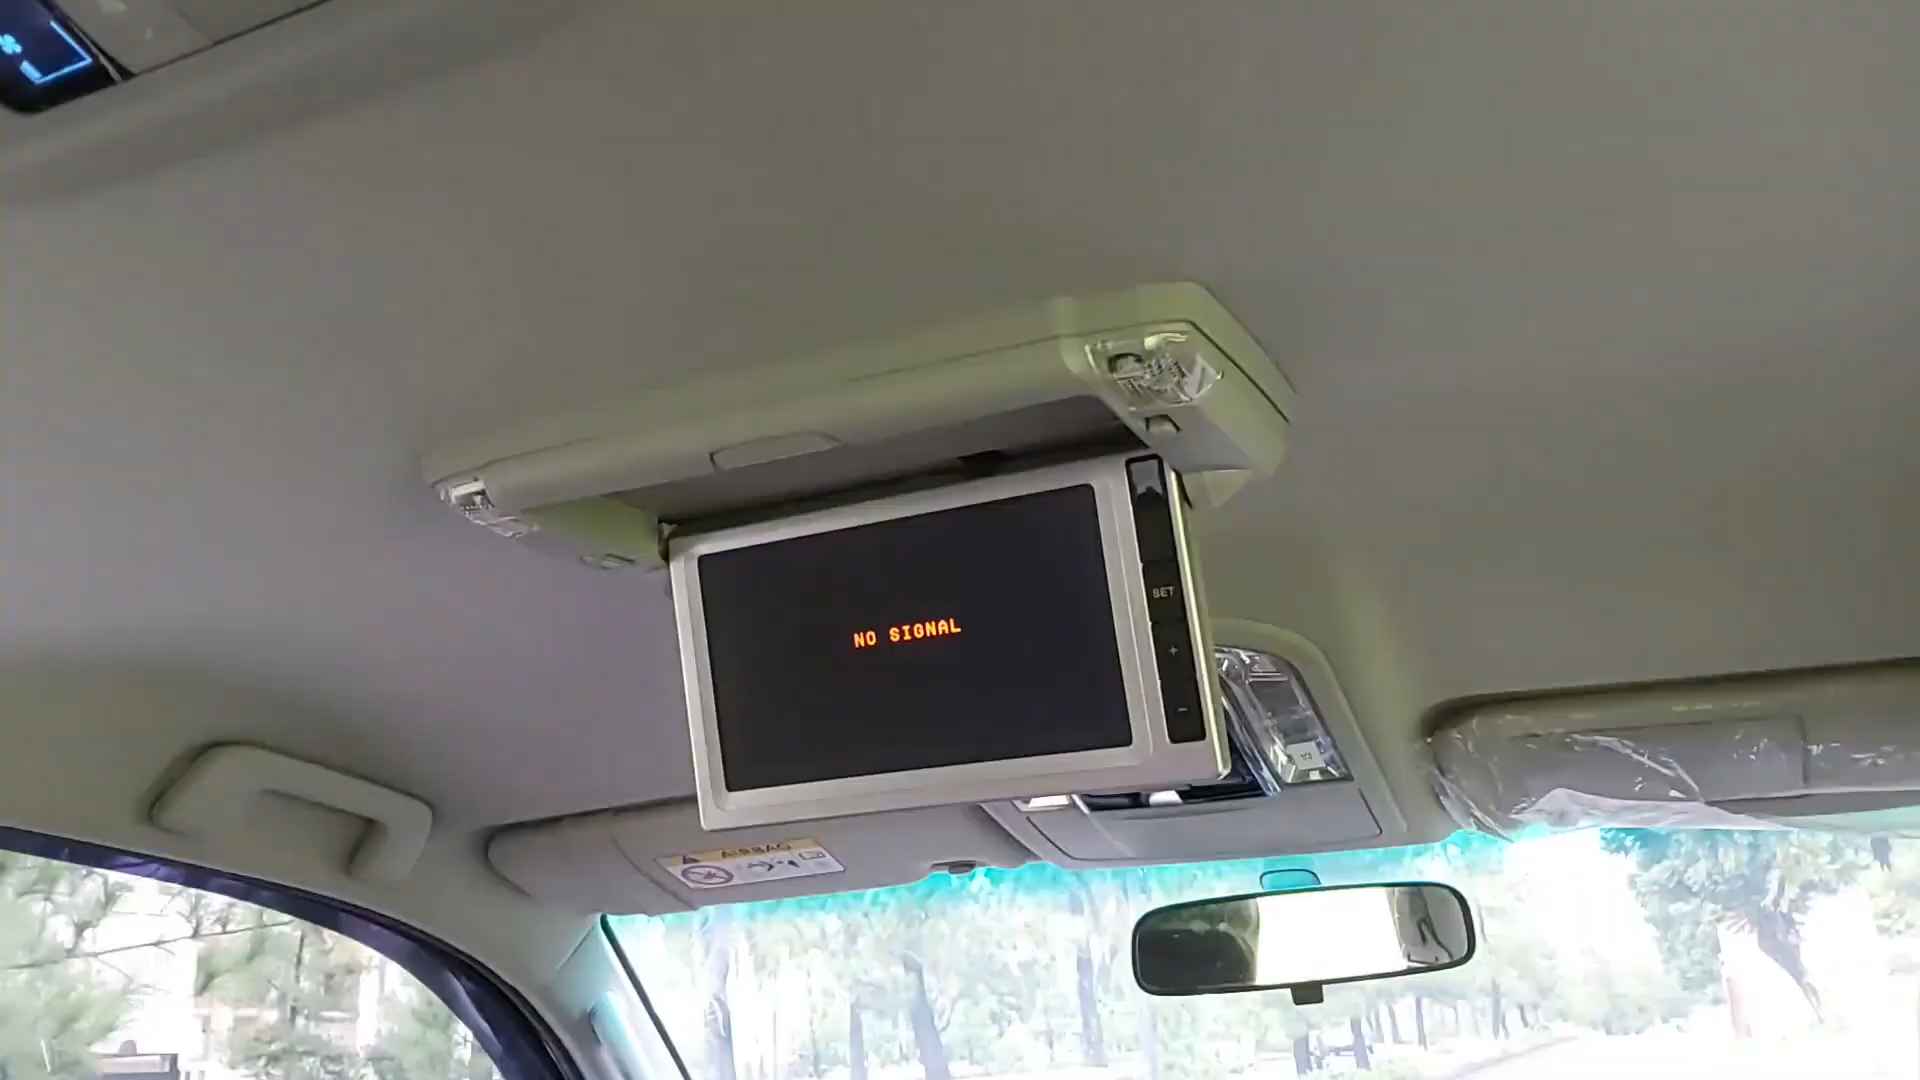 NO SIGNAL
SET
+
-
AIRBAG